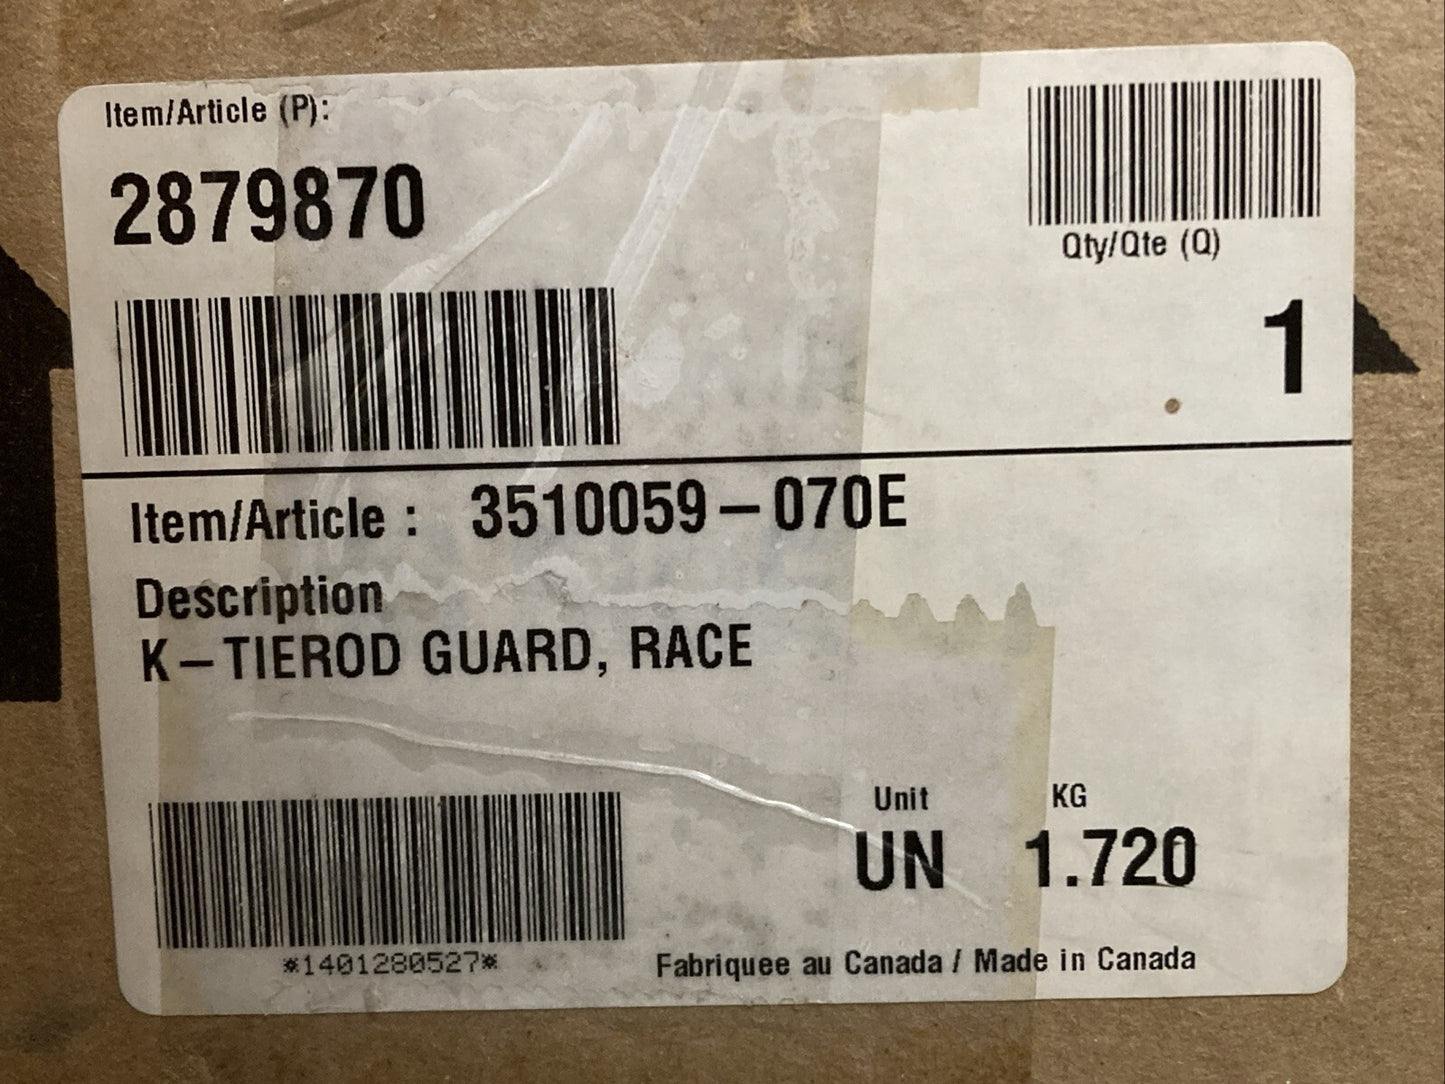 Item/Article (P):
2879870
Qty/Qte (Q)
1
Item/Article : 3510059-070E
Description
K-TIEROD GUARD, RACE
Unit KG
UN 1.720
*1401280527*
Fabriquee au Canada / Made in Canada